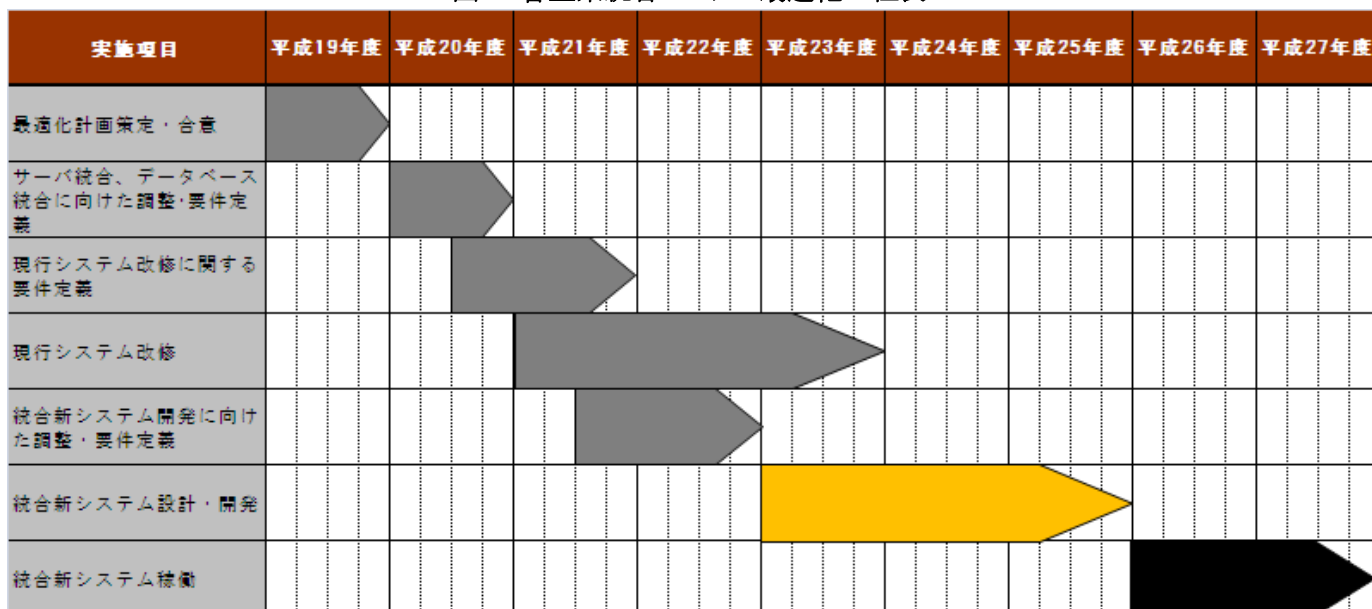 実施項目 平成19年度 平成20年度 平成21年度 平成22年度 平成23年度 平成24年度 平成25年度 平成26年度 平成27年度
最適化計画策定・合意
サーバ統合、データベース
統合に向けた調整・要件定
義
現行システム改修に関する
要件定義
現行システム改修
統合新システム開発に向け
た調整・要件定義
統合新システム設計・開発
統合新システム稼働